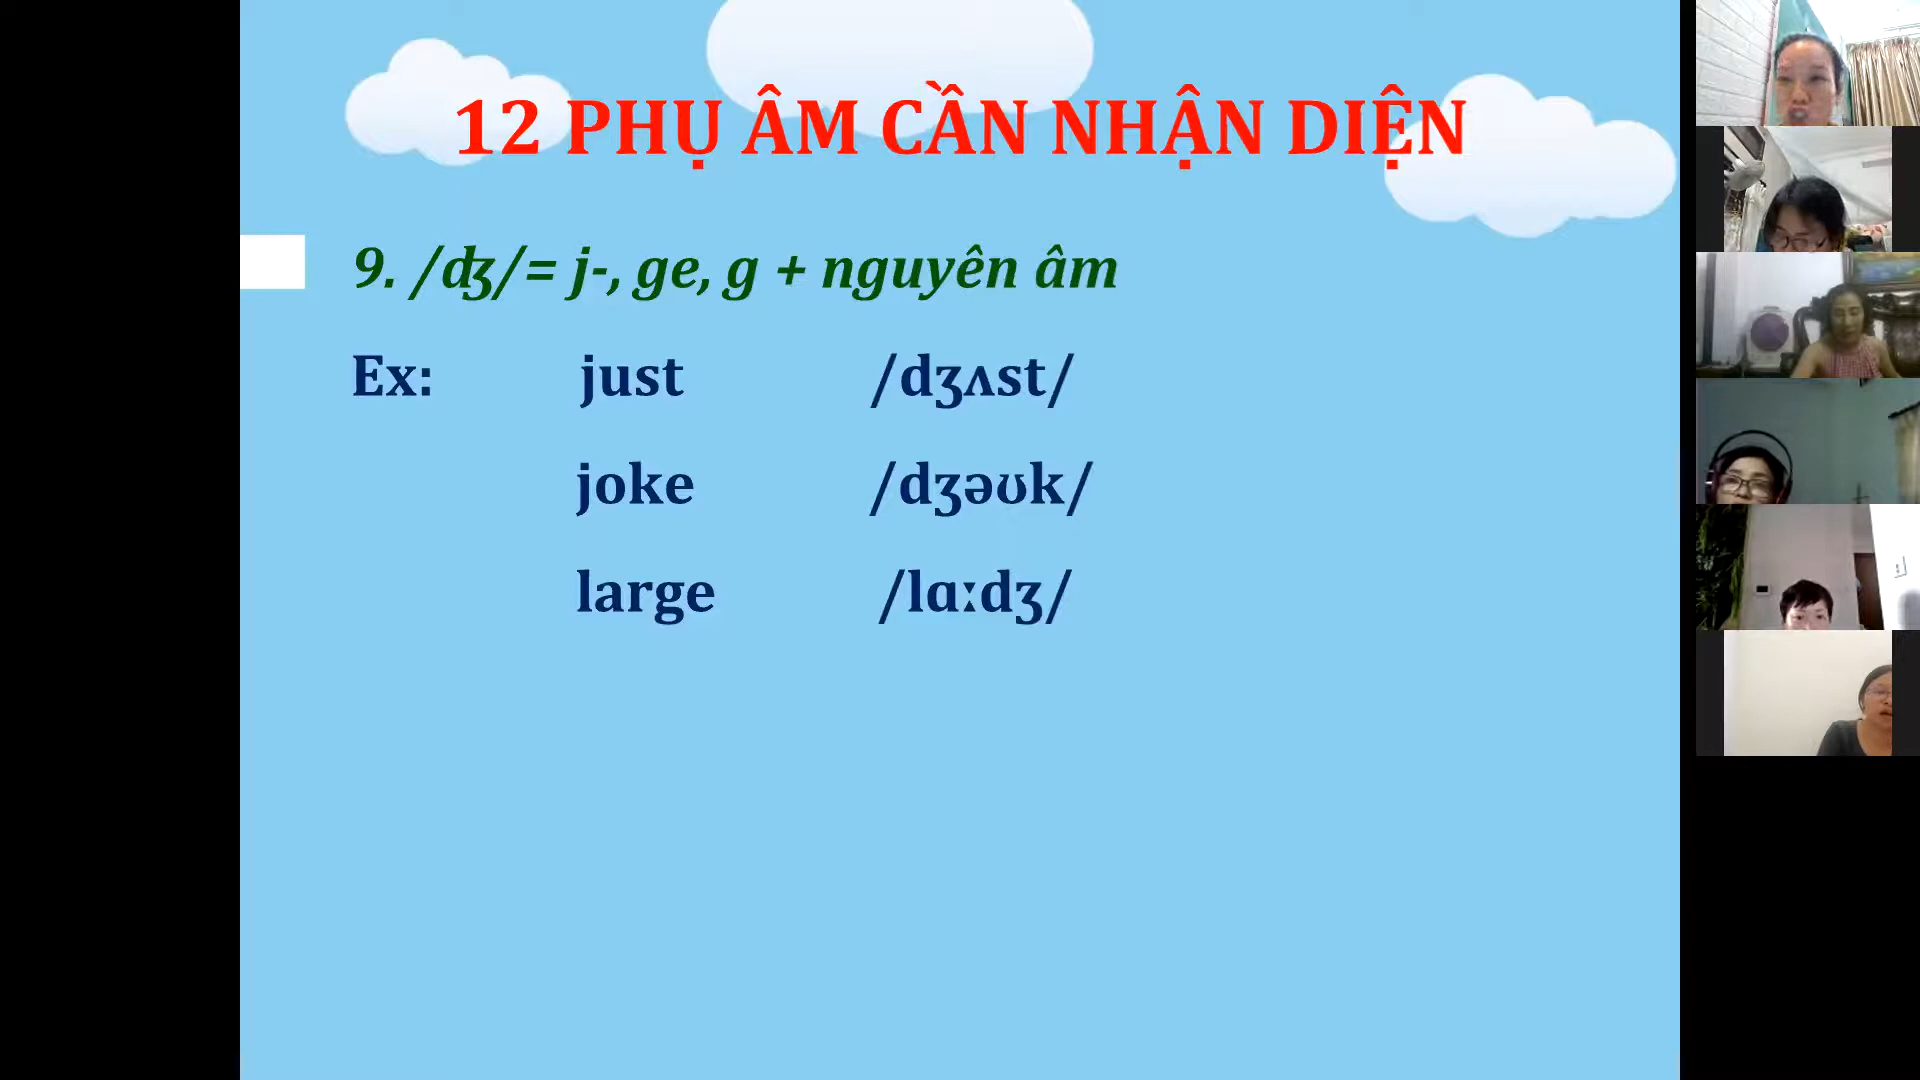 12 PHỤ ÂM CẦN NHẬN DIỆN
9. /ʤ/= j-, ge, g + nguyên âm
Ex: just /dʒʌst/
joke /dʒəʊk/
large /lɑːdʒ/